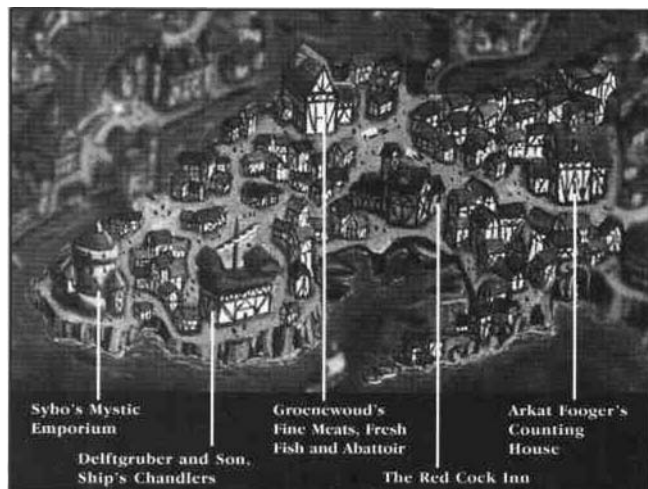 Sybo's Mystic
Emporium
Delftgruber and Son,
Ship's Chandlers
Groenewoud's
Fine Meats, Fresh
Fish and Abattoir
The Red Cock Inn
Arkat Fooger's
Counting
House